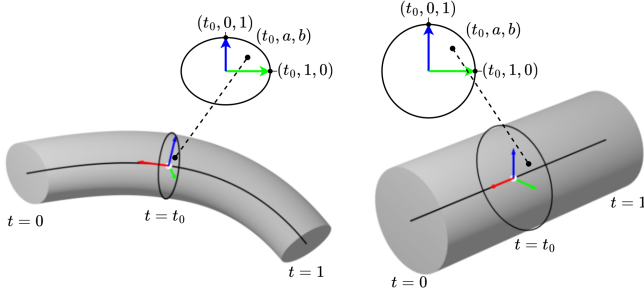 (t₀, 0, 1)
(t₀, a, b)
(t₀, 1, 0)
t = 0
t = t₀
t = 1
(t₀, 0, 1)
(t₀, a, b)
(t₀, 1, 0)
t = 1
t = t₀
t = 0